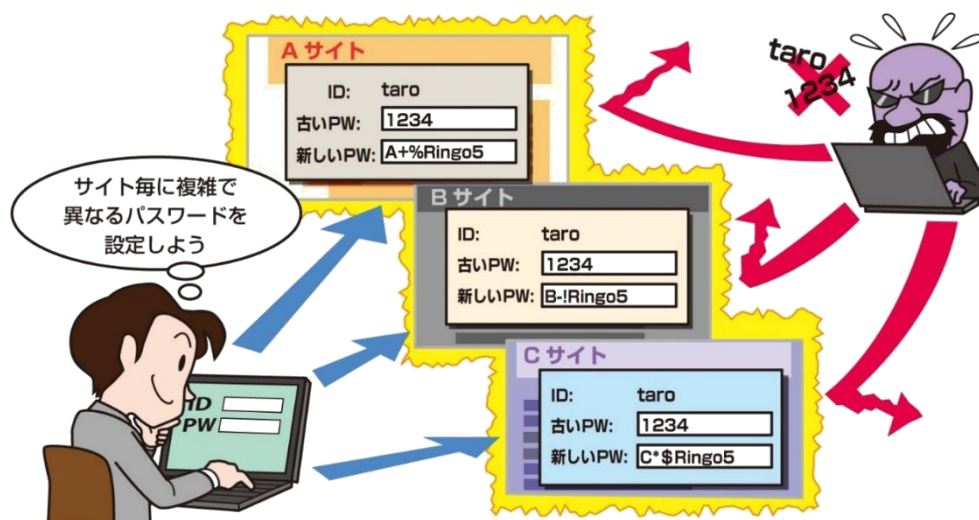 A サイト
ID: taro
古いPW: 1234
新しいPW: A+%Ringo5
taro
1234
サイト毎に複雑で
異なるパスワードを
設定しよう
B サイト
ID: taro
古いPW: 1234
新しいPW: B-!Ringo5
C サイト
ID: taro
古いPW: 1234
新しいPW: C*$Ringo5
ID
PW